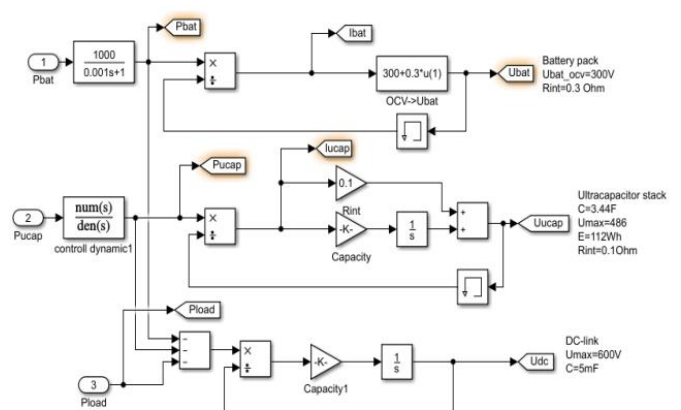 Pbat
Ibat
1
Pbat
1000
0.001s+1
×
÷
300+0.3*u(1)
OCV->Ubat
Ubat
Battery pack
Ubat_ocv=300V
Rint=0.3 Ohm
Iucap
Pucap
2
Pucap
num(s)
den(s)
controll dynamic1
×
÷
0.1
Rint
-K-
Capacity
1
s
+
+
Uucap
Ultracapacitor stack
C=3.44F
Umax=486
E=112Wh
Rint=0.1Ohm
Pload
3
Pload
−
−
−
×
÷
-K-
Capacity1
1
s
Udc
DC-link
Umax=600V
C=5mF